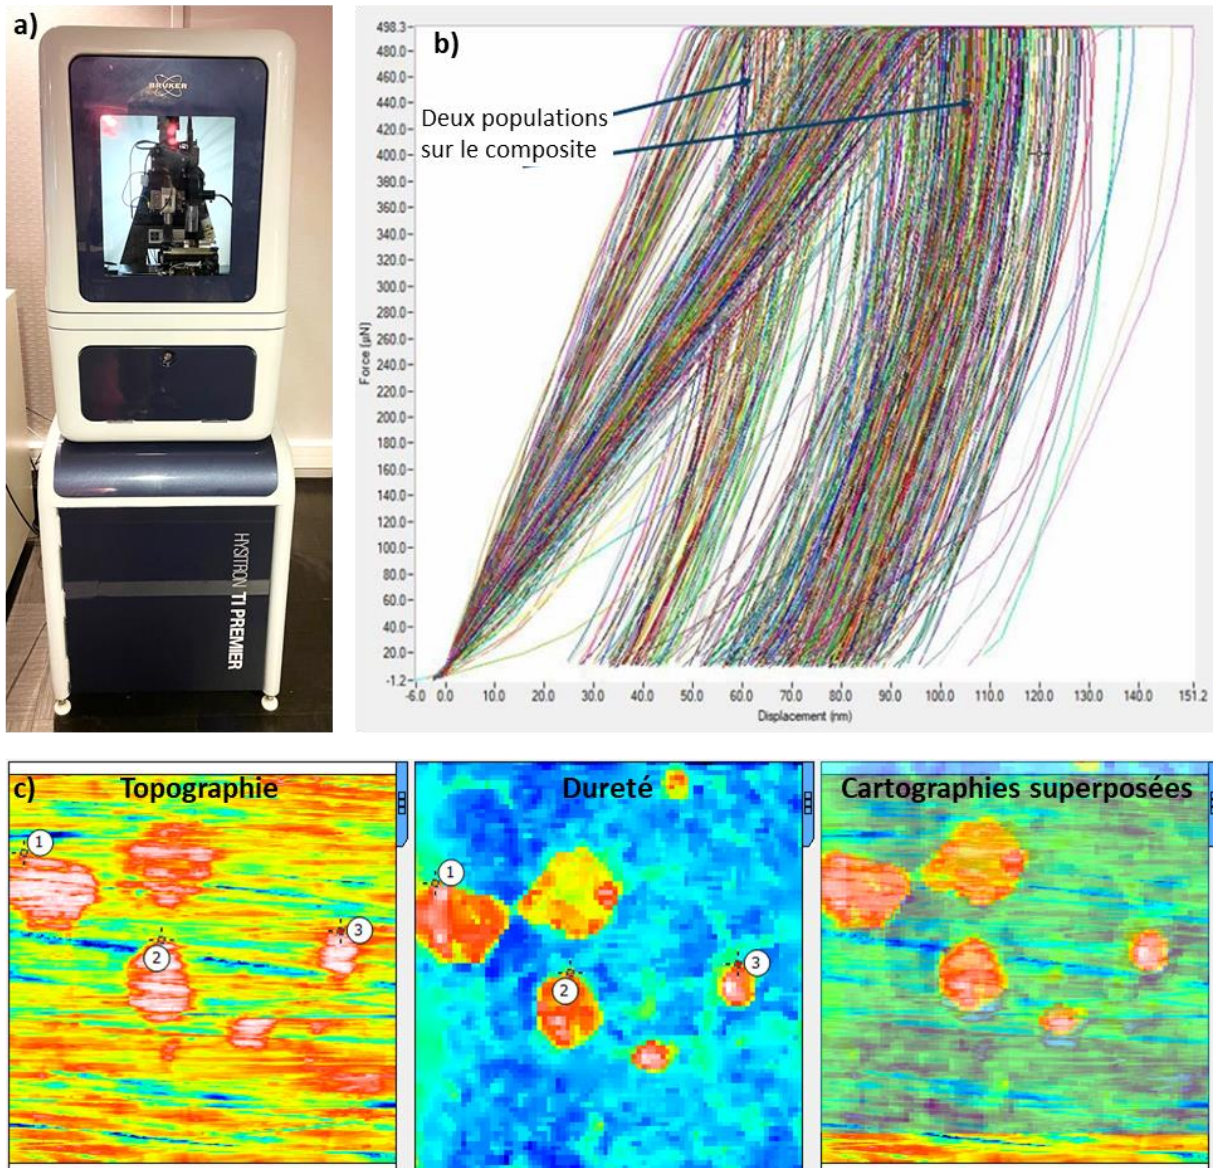 a)
BRUKER
HYSITRON TI PREMIER
b)
498.3
480.0
460.0
440.0
420.0
400.0
380.0
360.0
340.0
320.0
300.0
280.0
260.0
240.0
220.0
200.0
180.0
160.0
140.0
120.0
100.0
80.0
60.0
40.0
20.0
-1.2
Force (µN)
Deux populations
sur le composite
-6.0 0.0 10.0 20.0 30.0 40.0 50.0 60.0 70.0 80.0 90.0 100.0 110.0 120.0 130.0 140.0 151.2
Displacement (nm)
c)
Topographie
1
2
3
Dureté
1
2
3
Cartographies superposées